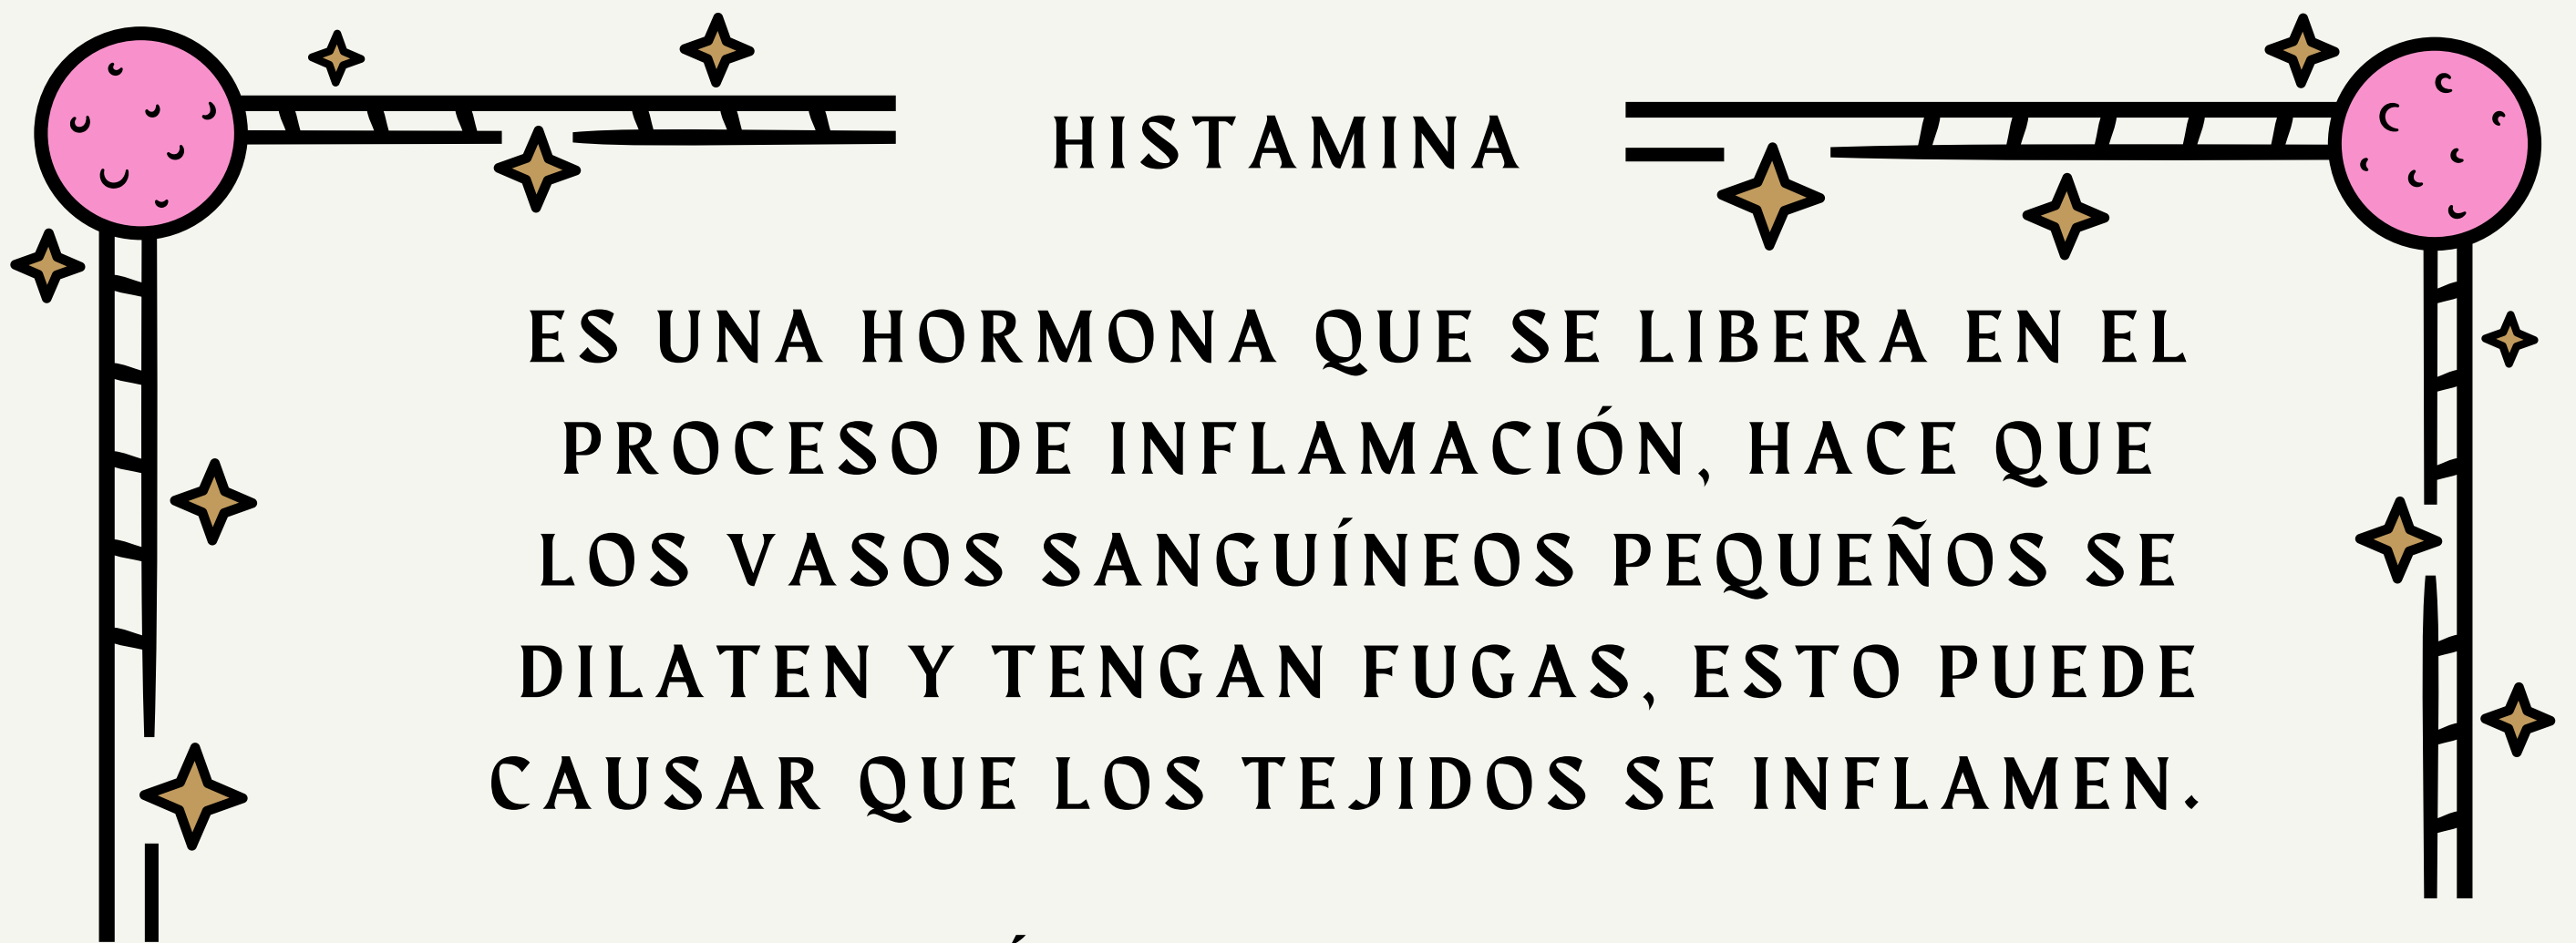 HISTAMINA
ES UNA HORMONA QUE SE LIBERA EN EL
PROCESO DE INFLAMACIÓN, HACE QUE
LOS VASOS SANGUÍNEOS PEQUEÑOS SE
DILATEN Y TENGAN FUGAS, ESTO PUEDE
CAUSAR QUE LOS TEJIDOS SE INFLAMEN.